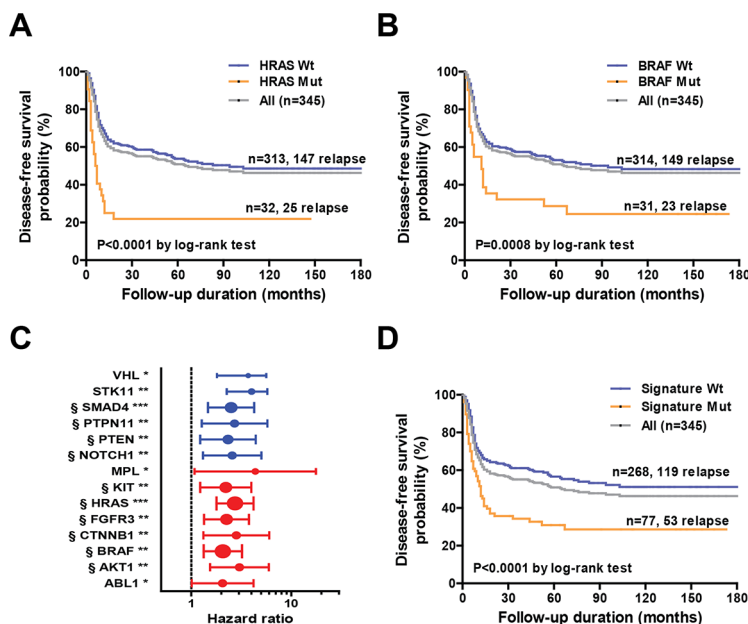 A
HRAS Wt
HRAS Mut
All (n=345)
Disease-free survival
probability (%)
100
80
60
40
20
0
n=313, 147 relapse
n=32, 25 relapse
P<0.0001 by log-rank test
0 30 60 90 120 150 180
Follow-up duration (months)
B
BRAF Wt
BRAF Mut
All (n=345)
Disease-free survival
probability (%)
100
80
60
40
20
0
n=314, 149 relapse
n=31, 23 relapse
P=0.0008 by log-rank test
0 30 60 90 120 150 180
Follow-up duration (months)
C
VHL *
STK11 **
§ SMAD4 ***
§ PTPN11 **
§ PTEN **
§ NOTCH1 **
MPL *
§ KIT **
§ HRAS ***
§ FGFR3 **
§ CTNNB1 **
§ BRAF **
§ AKT1 **
ABL1 *
1 10
Hazard ratio
D
Signature Wt
Signature Mut
All (n=345)
Disease-free survival
probability (%)
100
80
60
40
20
0
n=268, 119 relapse
n=77, 53 relapse
P<0.0001 by log-rank test
0 30 60 90 120 150 180
Follow-up duration (months)